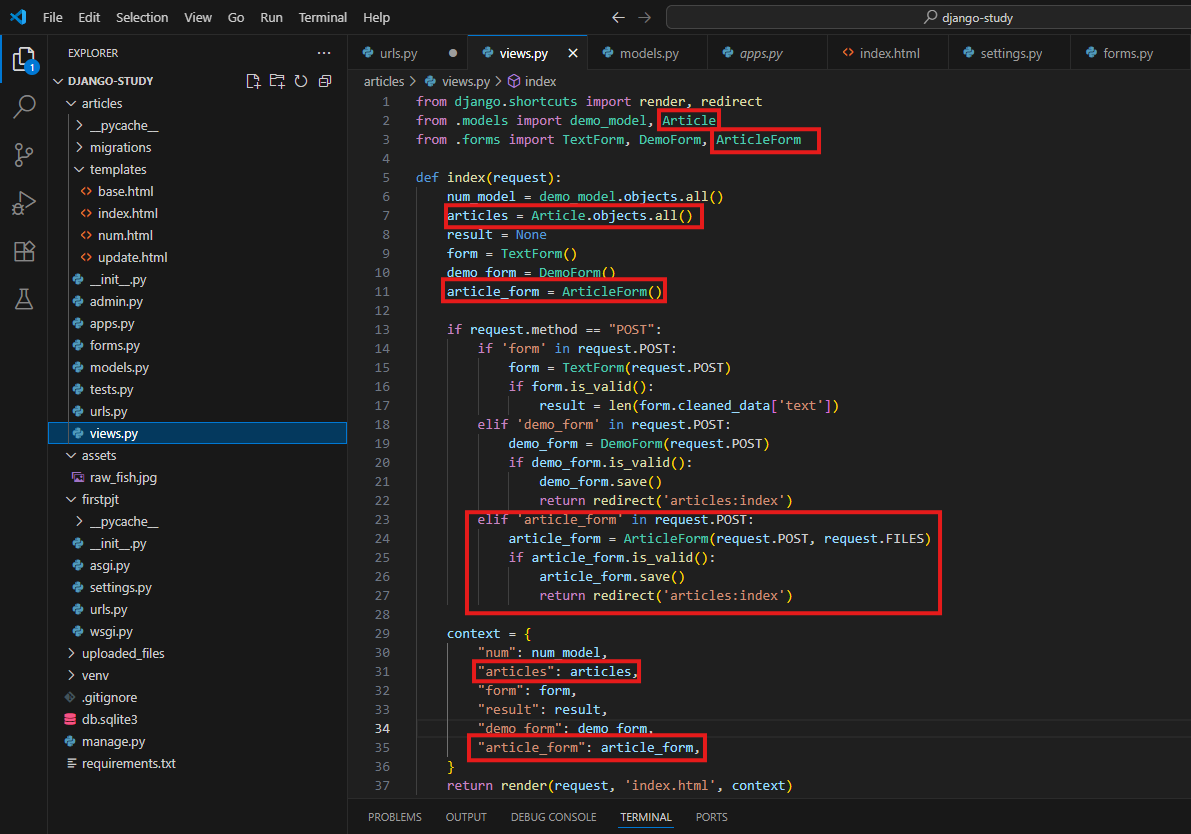 File Edit Selection View Go Run Terminal Help
django-study
EXPLORER
DJANGO-STUDY
articles
__pycache__
migrations
templates
base.html
index.html
num.html
update.html
__init__.py
admin.py
apps.py
forms.py
models.py
tests.py
urls.py
views.py
assets
raw_fish.jpg
firstpjt
__pycache__
__init__.py
asgi.py
settings.py
urls.py
wsgi.py
uploaded_files
venv
.gitignore
db.sqlite3
manage.py
requirements.txt
1
urls.py views.py models.py apps.py index.html settings.py forms.py
articles > views.py > index
1 from django.shortcuts import render, redirect
2 from .models import demo_model, Article
3 from .forms import TextForm, DemoForm, ArticleForm
4
5 def index(request):
6 num_model = demo_model.objects.all()
7 articles = Article.objects.all()
8 result = None
9 form = TextForm()
10 demo_form = DemoForm()
11 article_form = ArticleForm()
12
13 if request.method == "POST":
14 if 'form' in request.POST:
15 form = TextForm(request.POST)
16 if form.is_valid():
17 result = len(form.cleaned_data['text'])
18 elif 'demo_form' in request.POST:
19 demo_form = DemoForm(request.POST)
20 if demo_form.is_valid():
21 demo_form.save()
22 return redirect('articles:index')
23 elif 'article_form' in request.POST:
24 article_form = ArticleForm(request.POST, request.FILES)
25 if article_form.is_valid():
26 article_form.save()
27 return redirect('articles:index')
28
29 context = {
30 "num": num_model,
31 "articles": articles,
32 "form": form,
33 "result": result,
34 "demo_form": demo_form,
35 "article_form": article_form,
36 }
37 return render(request, 'index.html', context)
PROBLEMS OUTPUT DEBUG CONSOLE TERMINAL PORTS